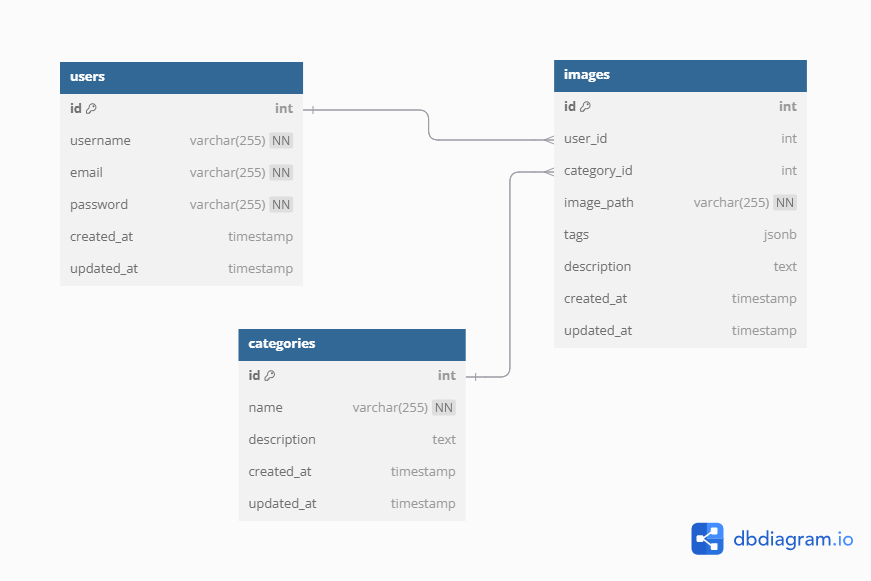 users
id int
username varchar(255) NN
email varchar(255) NN
password varchar(255) NN
created_at timestamp
updated_at timestamp
images
id int
user_id int
category_id int
image_path varchar(255) NN
tags jsonb
description text
created_at timestamp
updated_at timestamp
categories
id int
name varchar(255) NN
description text
created_at timestamp
updated_at timestamp
dbdiagram.io